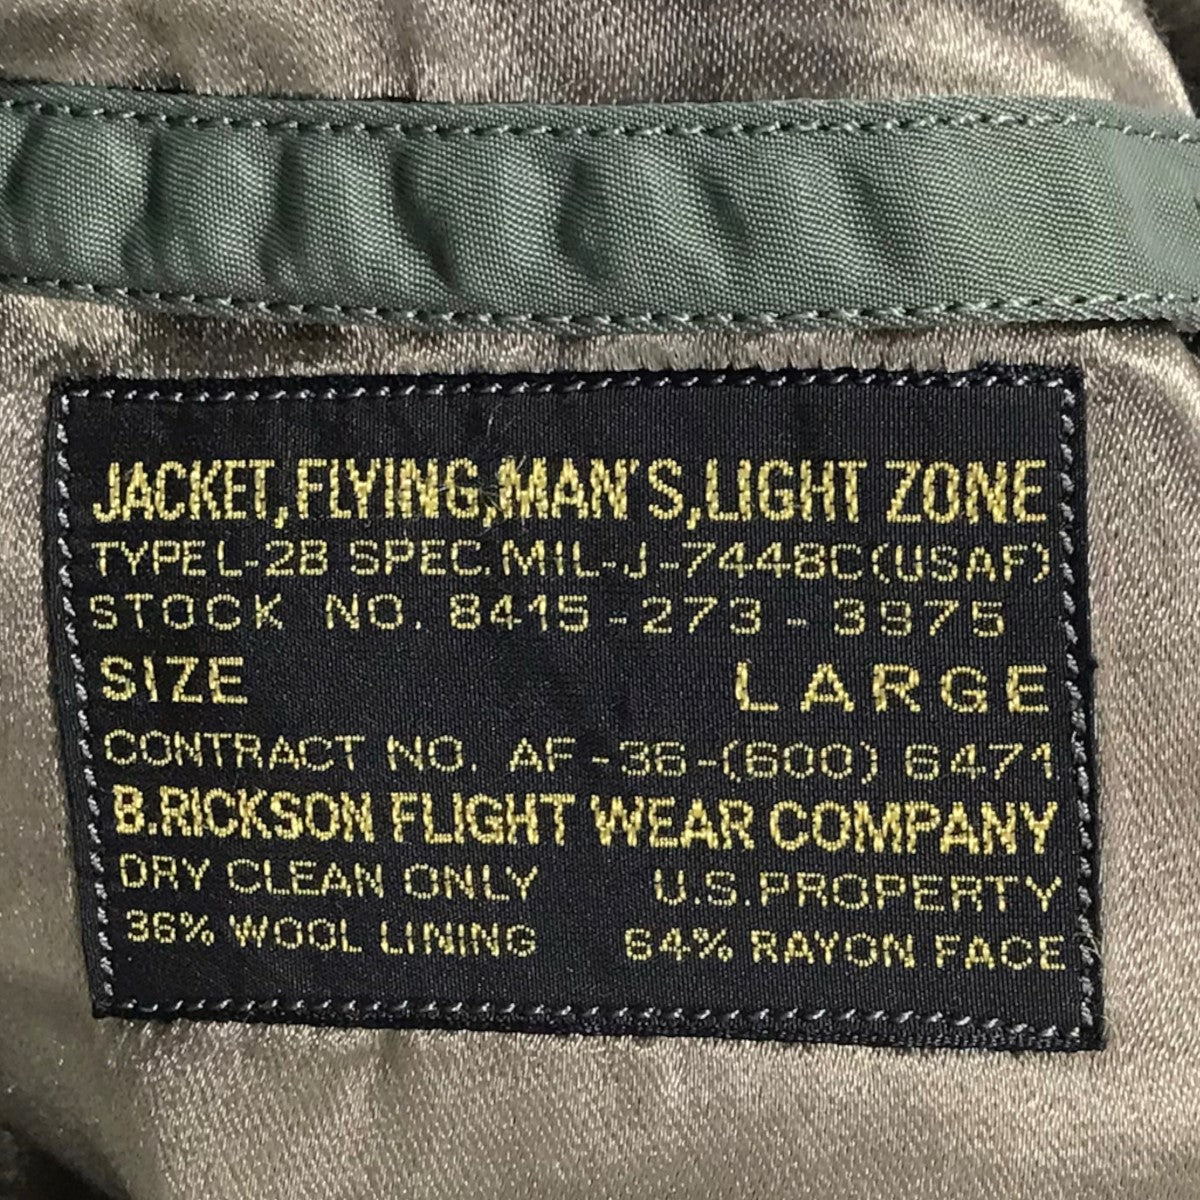 JACKET,FLYING,MAN'S,LIGHT ZONE
TYPE L-2B SPEC. MIL-J-7448C(USAF)
STOCK NO. 8415-273-3975
SIZE LARGE
CONTRACT NO. AF-36-(600) 6471
B.RICKSON FLIGHT WEAR COMPANY
DRY CLEAN ONLY U.S.PROPERTY
36% WOOL LINING 64% RAYON FACE